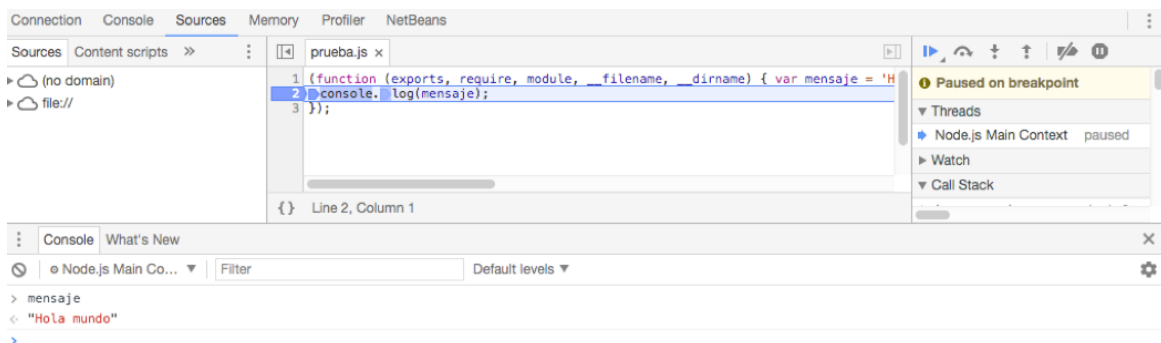 Connection Console Sources Memory Profiler NetBeans
Sources Content scripts »
prueba.js ×
(no domain)
file://
1 (function (exports, require, module, __filename, __dirname) { var mensaje = 'H
2 console. log(mensaje);
3 });
{} Line 2, Column 1
Paused on breakpoint
Threads
Node.js Main Context paused
Watch
Call Stack
Console What's New
Node.js Main Co... Filter Default levels
> mensaje
"Hola mundo"
>